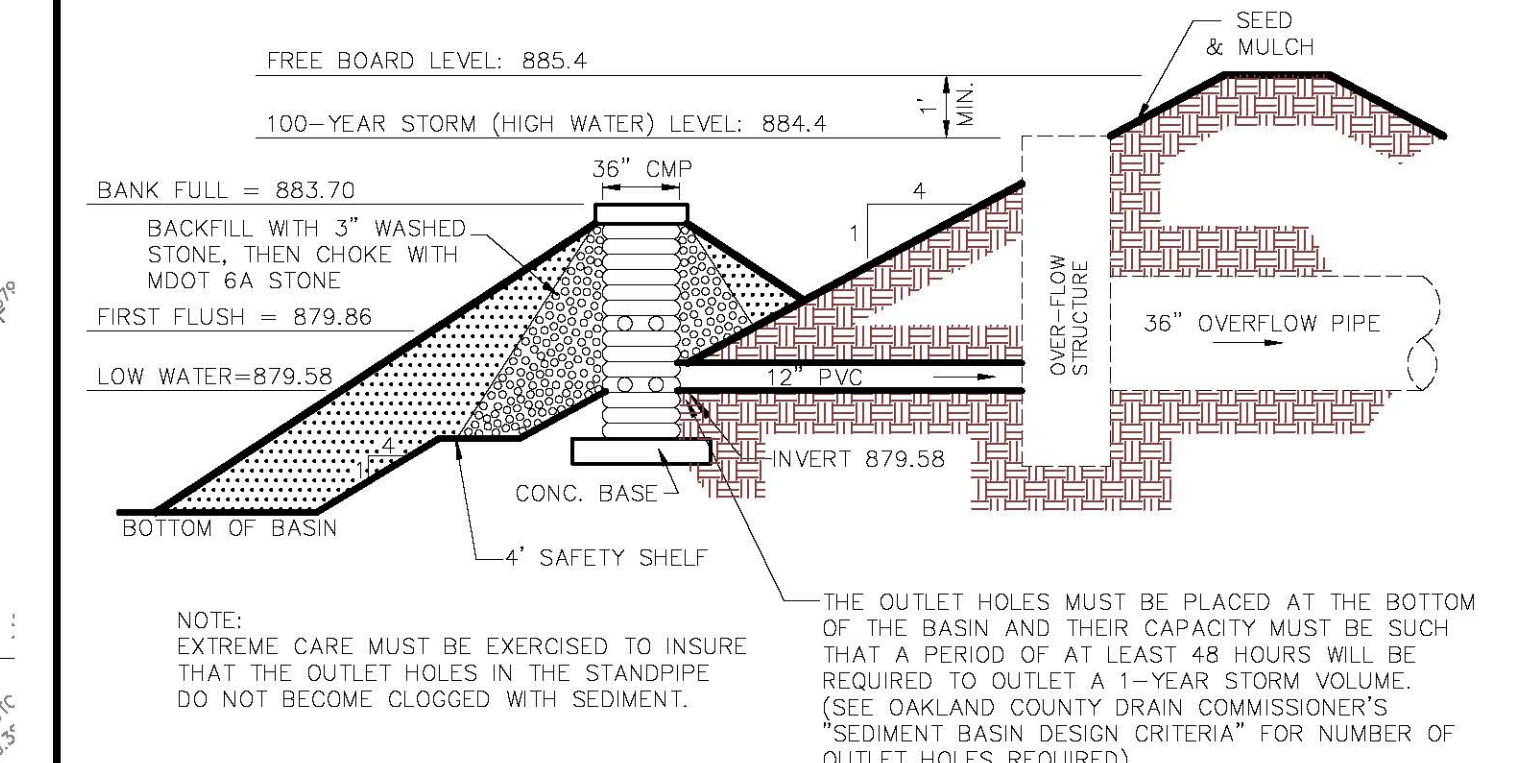 SEED
& MULCH
FREE BOARD LEVEL: 885.4
1'
MIN.
100-YEAR STORM (HIGH WATER) LEVEL: 884.4
36" CMP
BANK FULL = 883.70
4
1
BACKFILL WITH 3" WASHED
STONE, THEN CHOKE WITH
MDOT 6A STONE
OVER-FLOW
STRUCTURE
FIRST FLUSH = 879.86
36" OVERFLOW PIPE
LOW WATER=879.58
12" PVC
4
1
INVERT 879.58
CONC. BASE
BOTTOM OF BASIN
4' SAFETY SHELF
NOTE:
EXTREME CARE MUST BE EXERCISED TO INSURE
THAT THE OUTLET HOLES IN THE STANDPIPE
DO NOT BECOME CLOGGED WITH SEDIMENT.
THE OUTLET HOLES MUST BE PLACED AT THE BOTTOM
OF THE BASIN AND THEIR CAPACITY MUST BE SUCH
THAT A PERIOD OF AT LEAST 48 HOURS WILL BE
REQUIRED TO OUTLET A 1-YEAR STORM VOLUME.
(SEE OAKLAND COUNTY DRAIN COMMISSIONER'S
"SEDIMENT BASIN DESIGN CRITERIA" FOR NUMBER OF
OUTLET HOLES REQUIRED)